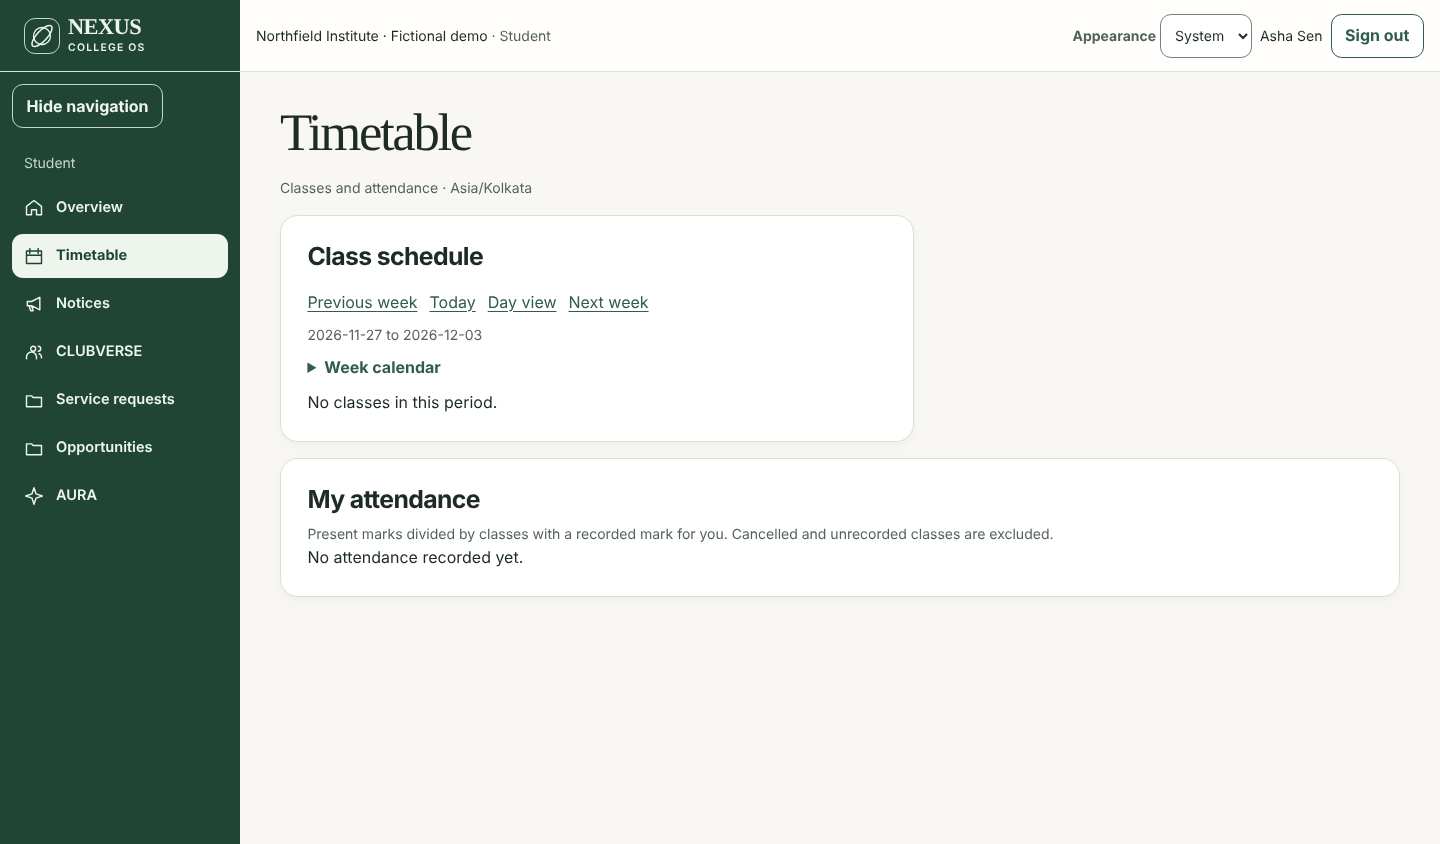 NEXUS
COLLEGE OS
Northfield Institute · Fictional demo · Student
Appearance System Asha Sen Sign out
Hide navigation
Student
Overview
Timetable
Notices
CLUBVERSE
Service requests
Opportunities
AURA
Timetable
Classes and attendance · Asia/Kolkata
Class schedule
Previous week Today Day view Next week
2026-11-27 to 2026-12-03
Week calendar
No classes in this period.
My attendance
Present marks divided by classes with a recorded mark for you. Cancelled and unrecorded classes are excluded.
No attendance recorded yet.